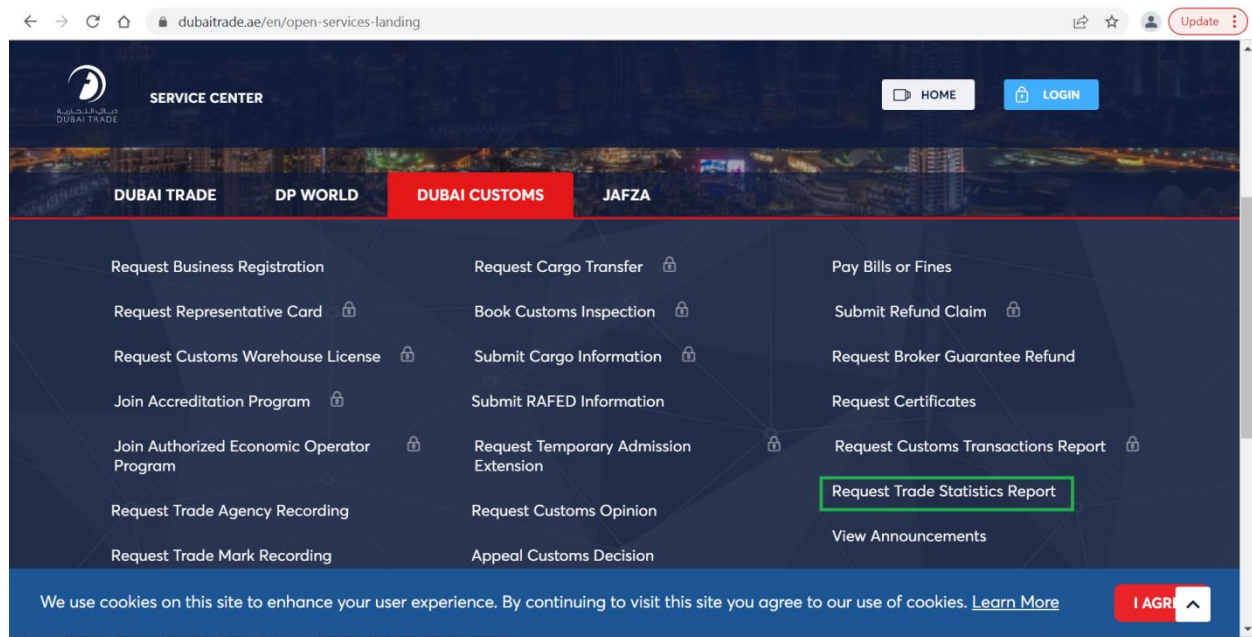 dubaitrade.ae/en/open-services-landing
Update
دبي التجارية
DUBAI TRADE
SERVICE CENTER
HOME
LOGIN
DUBAI TRADE
DP WORLD
DUBAI CUSTOMS
JAFZA
Request Business Registration
Request Representative Card
Request Customs Warehouse License
Join Accreditation Program
Join Authorized Economic Operator
Program
Request Trade Agency Recording
Request Trade Mark Recording
Request Cargo Transfer
Book Customs Inspection
Submit Cargo Information
Submit RAFED Information
Request Temporary Admission
Extension
Request Customs Opinion
Appeal Customs Decision
Pay Bills or Fines
Submit Refund Claim
Request Broker Guarantee Refund
Request Certificates
Request Customs Transactions Report
Request Trade Statistics Report
View Announcements
We use cookies on this site to enhance your user experience. By continuing to visit this site you agree to our use of cookies. Learn More
I AGR